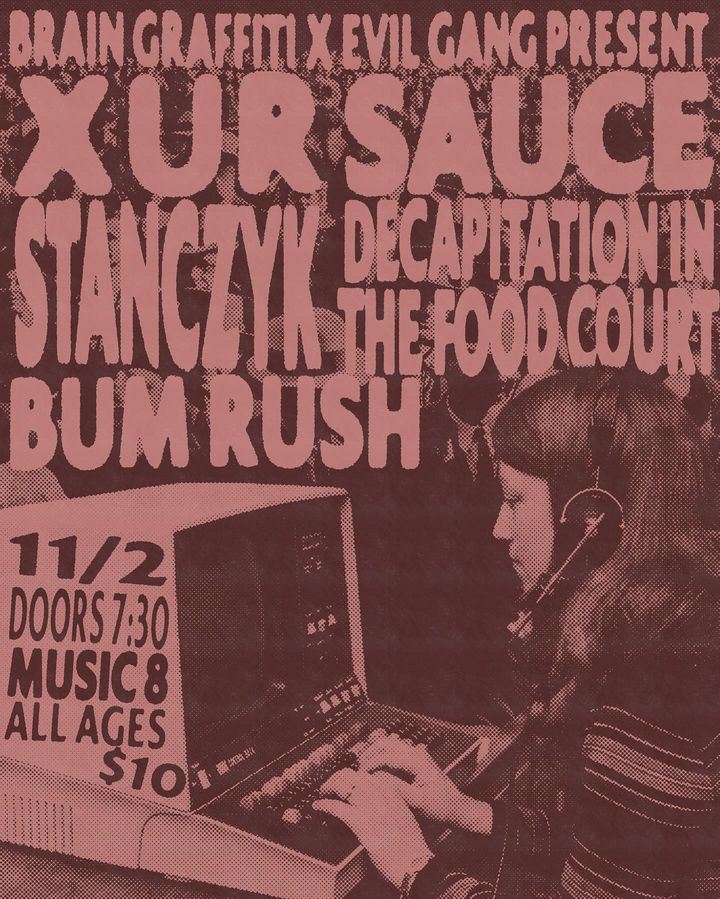 BRAIN GRAFFITI X EVIL GANG PRESENT
XUR SAUCE
STANCZYK
DECAPITATION IN
THE FOOD COURT
BUM RUSH
11/2
DOORS 7:30
MUSIC 8
ALL AGES
$10